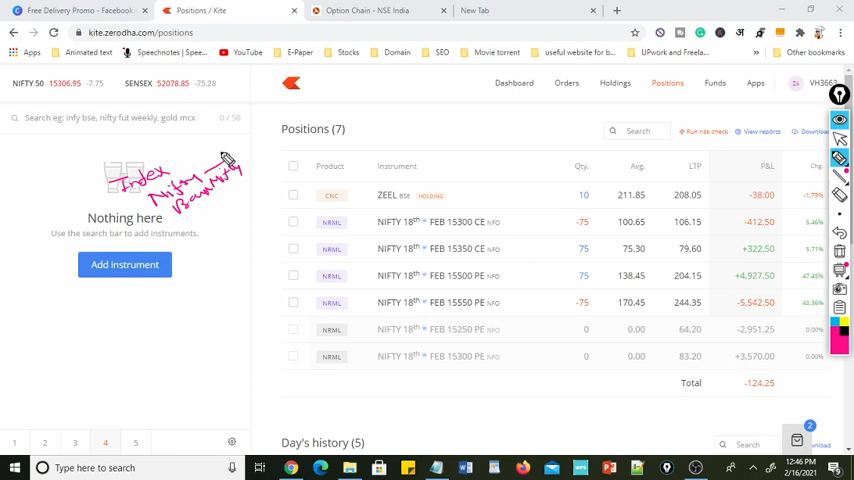 Free Delivery Promo - Facebook
Positions / Kite
Option Chain - NSE India
New Tab
kite.zerodha.com/positions
Apps
Animated text
Speechnotes | Spee...
YouTube
E-Paper
Stocks
Domain
SEO
Movie torrent
useful website for b...
UPwork and Freela...
Other bookmarks
NIFTY 50 15306.95 -7.75 SENSEX 52078.85 -75.28
Dashboard Orders Holdings Positions Funds Apps ZA VH3663
Search eg: infy bse, nifty fut weekly, gold mcx 0 / 50
Index
Nifty
BankNifty
Nothing here
Use the search bar to add instruments.
Add instrument
1 2 3 4 5
Positions (7) Search Run risk check View reports Download
Product Instrument Qty. Avg. LTP P&L Chg.
CNC ZEEL BSE HOLDING 10 211.85 208.05 -38.00 -1.79%
NRML NIFTY 18th w FEB 15300 CE NFO -75 100.65 106.15 -412.50 5.46%
NRML NIFTY 18th w FEB 15350 CE NFO 75 75.30 79.60 +322.50 5.71%
NRML NIFTY 18th w FEB 15500 PE NFO 75 138.45 204.15 +4,927.50 47.45%
NRML NIFTY 18th w FEB 15550 PE NFO -75 170.45 244.35 -5,542.50 43.36%
NRML NIFTY 18th w FEB 15250 PE NFO 0 0.00 64.20 -2,951.25 0.00%
NRML NIFTY 18th w FEB 15300 PE NFO 0 0.00 83.20 +3,570.00 0.00%
Total -124.25
Day's history (5) Search wnload
2
Type here to search
12:46 PM
2/16/2021